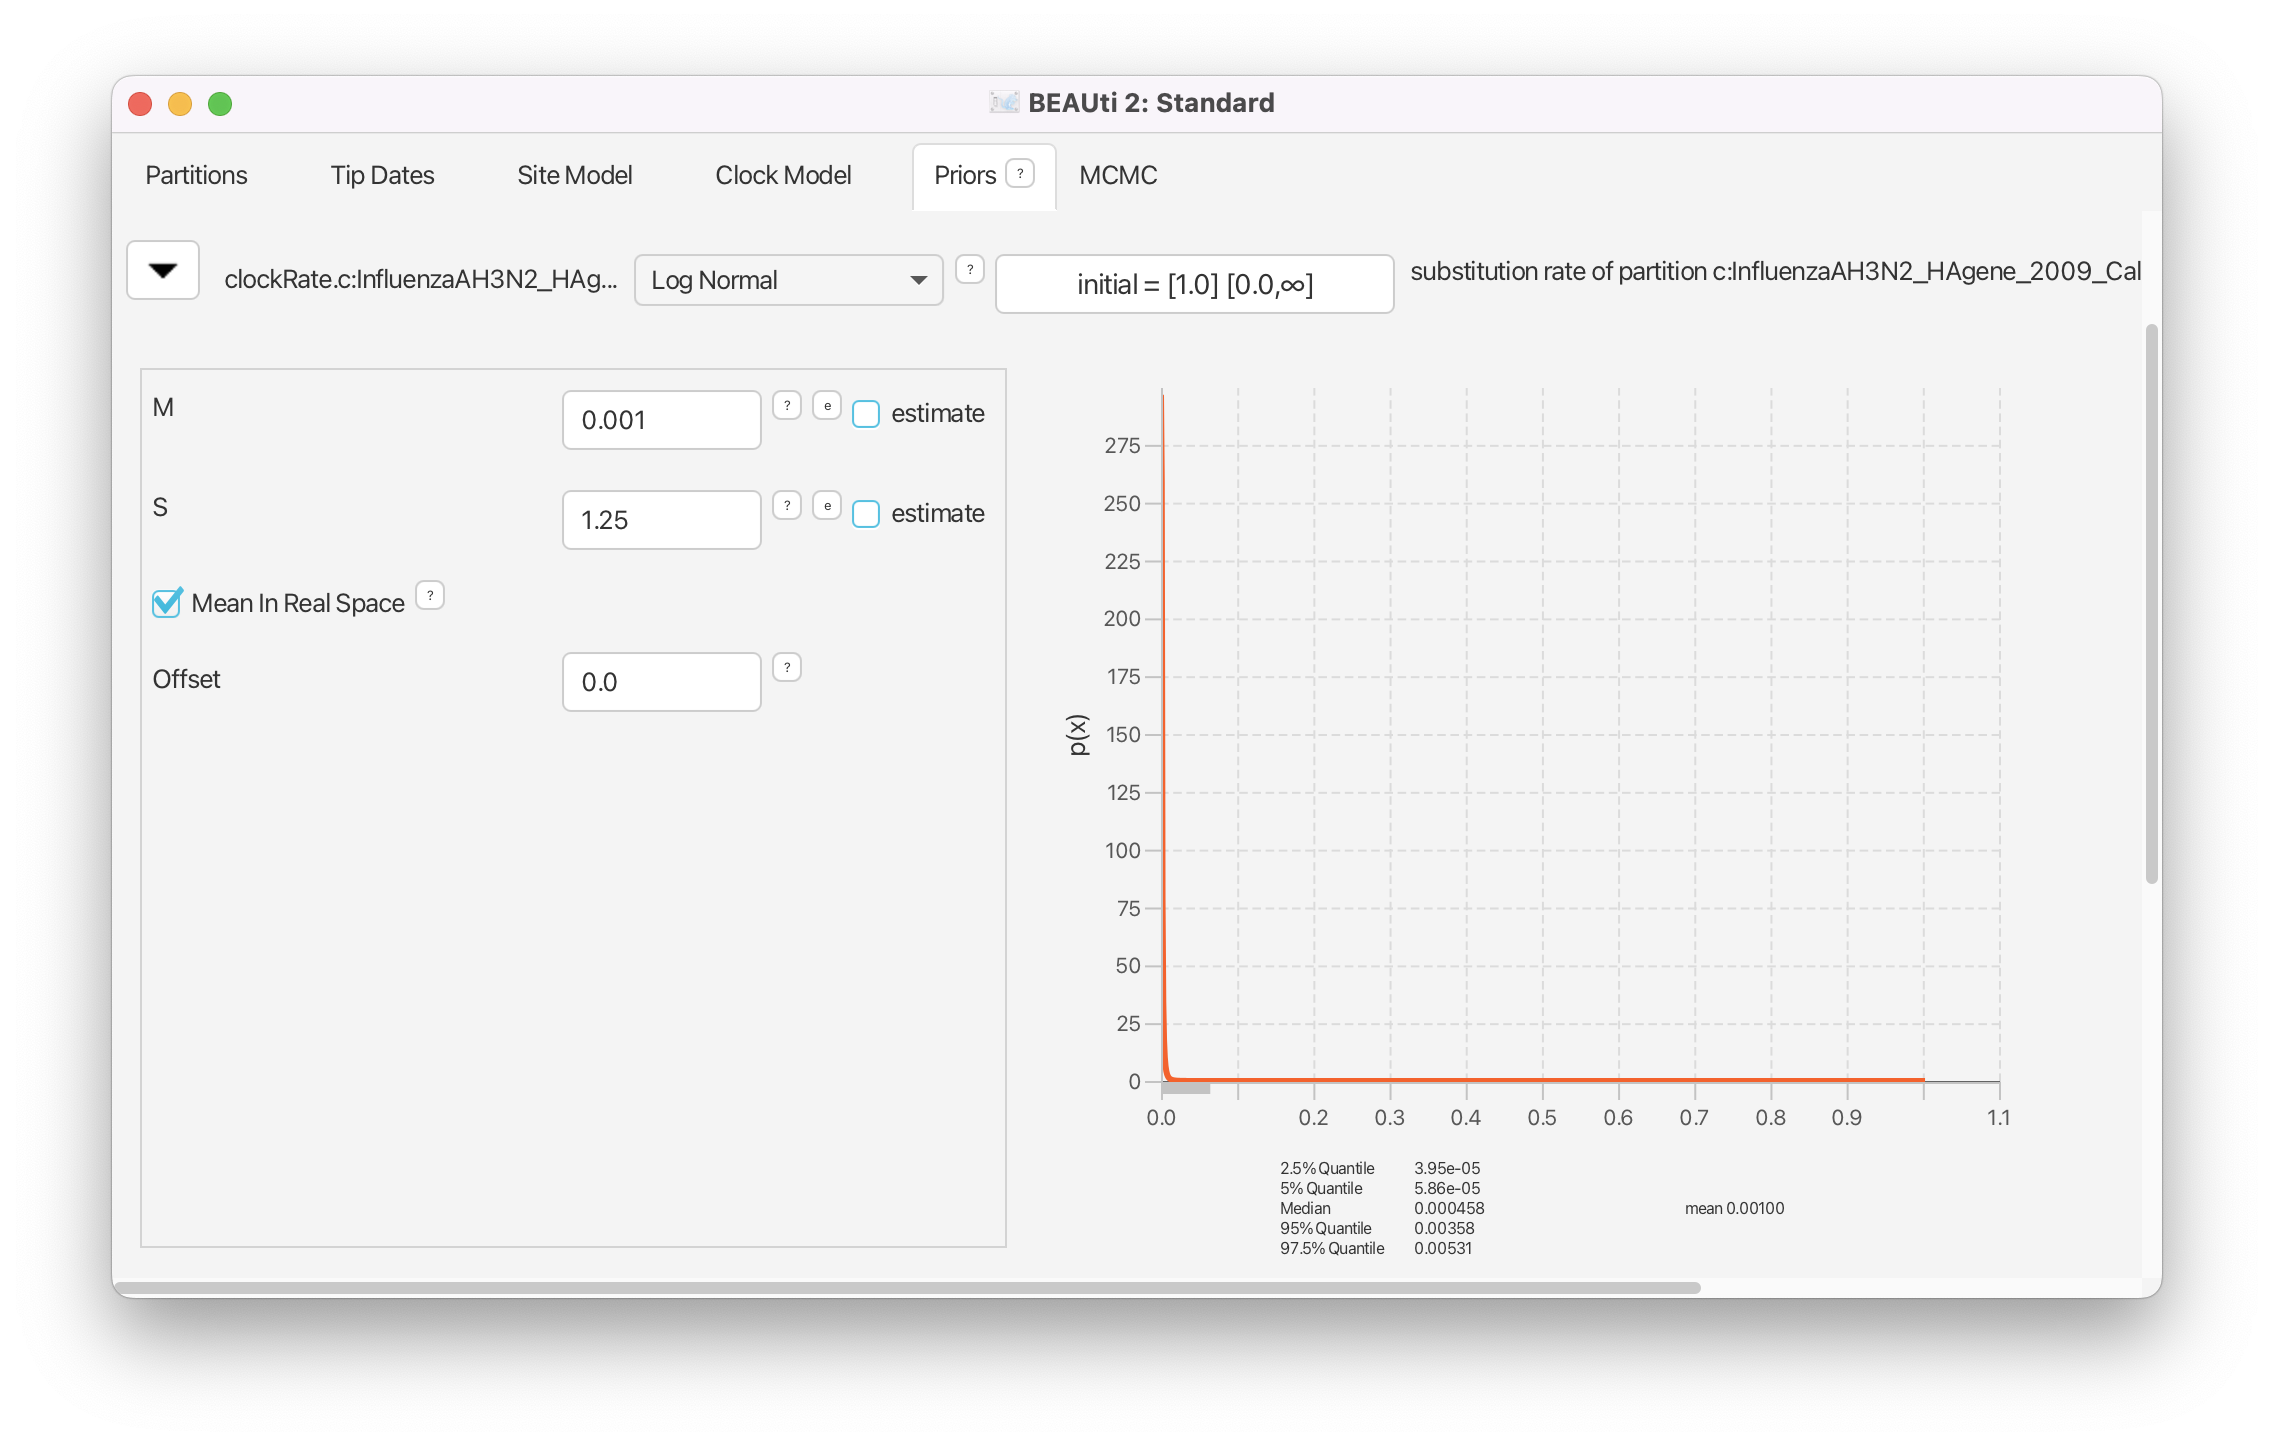 BEAUti 2: Standard
Partitions Tip Dates Site Model Clock Model Priors ? MCMC
clockRate.c:InfluenzaAH3N2_HAg... Log Normal ? initial = [1.0] [0.0,∞] substitution rate of partition c:InfluenzaAH3N2_HAgene_2009_Cal
M 0.001 ? e estimate
S 1.25 ? e estimate
Mean In Real Space ?
Offset 0.0 ?
p(x)
275
250
225
200
175
150
125
100
75
50
25
0
0.0 0.2 0.3 0.4 0.5 0.6 0.7 0.8 0.9 1.1
2.5% Quantile 3.95e-05
5% Quantile 5.86e-05
Median 0.000458 mean 0.00100
95% Quantile 0.00358
97.5% Quantile 0.00531